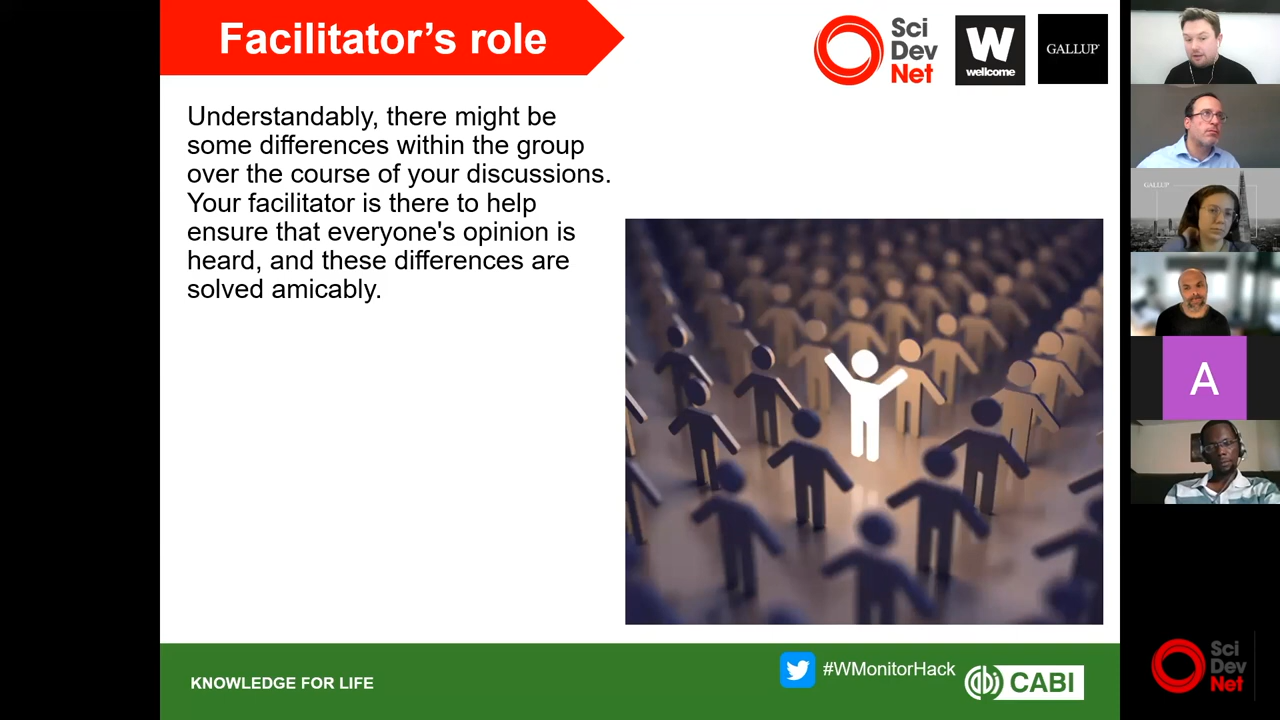 Facilitator's role
Sci
Dev
Net
W
wellcome
GALLUP
Understandably, there might be
some differences within the group
over the course of your discussions.
Your facilitator is there to help
ensure that everyone's opinion is
heard, and these differences are
solved amicably.
GALLUP
A
KNOWLEDGE FOR LIFE
#WMonitorHack
cabi CABI
Sci
Dev
Net